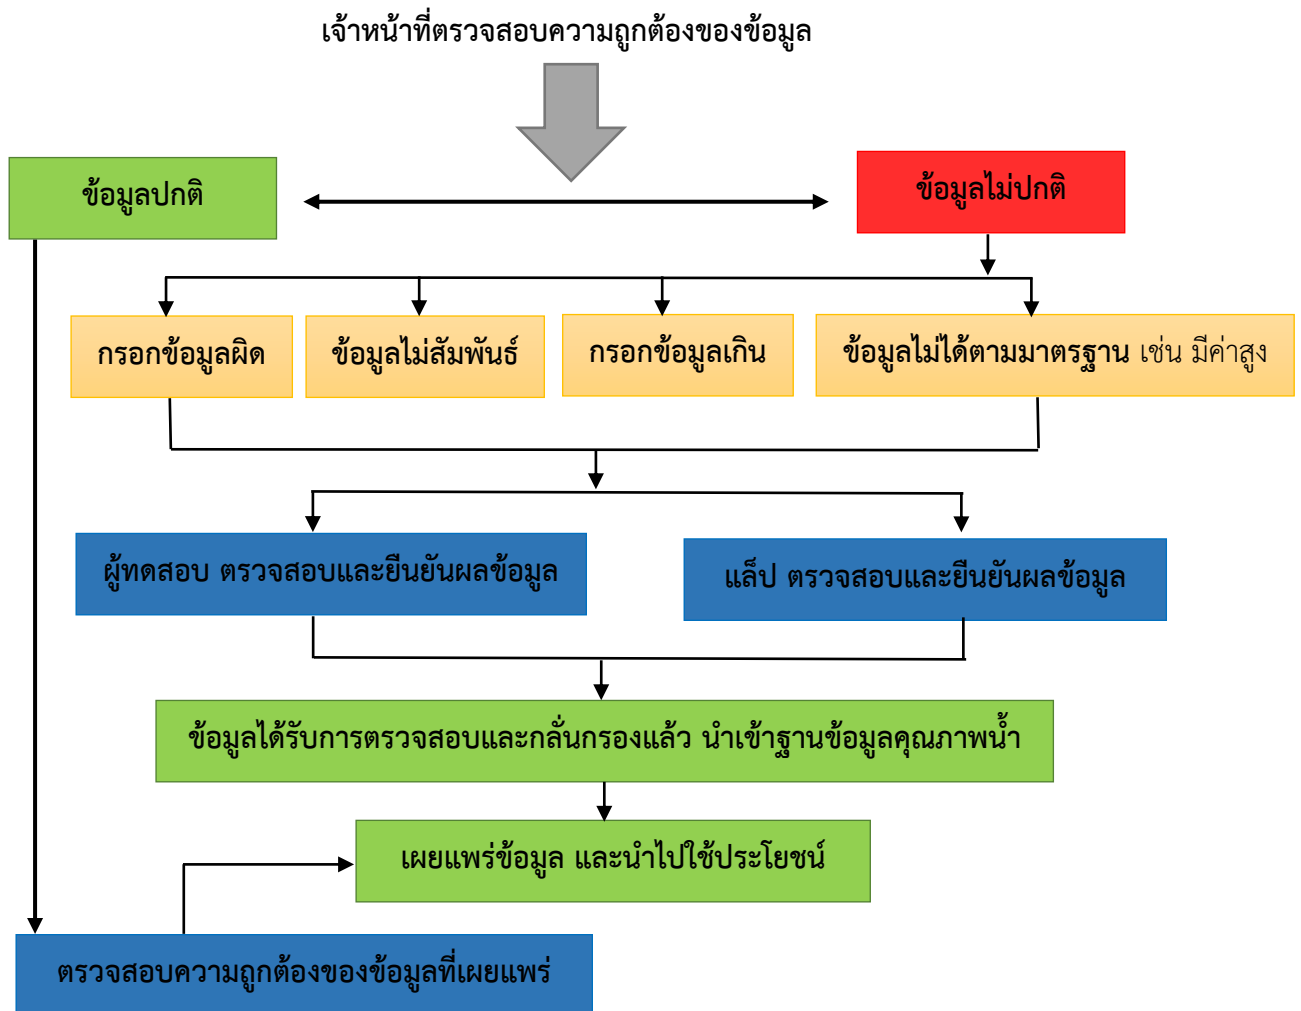 เจ้าหน้าที่ตรวจสอบความถูกต้องของข้อมูล
ข้อมูลปกติ
ข้อมูลไม่ปกติ
กรอกข้อมูลผิด
ข้อมูลไม่สัมพันธ์
กรอกข้อมูลเกิน
ข้อมูลไม่ได้ตามมาตรฐาน เช่น มีค่าสูง
ผู้ทดสอบ ตรวจสอบและยืนยันผลข้อมูล
แล็ป ตรวจสอบและยืนยันผลข้อมูล
ข้อมูลได้รับการตรวจสอบและกลั่นกรองแล้ว นำเข้าฐานข้อมูลคุณภาพน้ำ
เผยแพร่ข้อมูล และนำไปใช้ประโยชน์
ตรวจสอบความถูกต้องของข้อมูลที่เผยแพร่